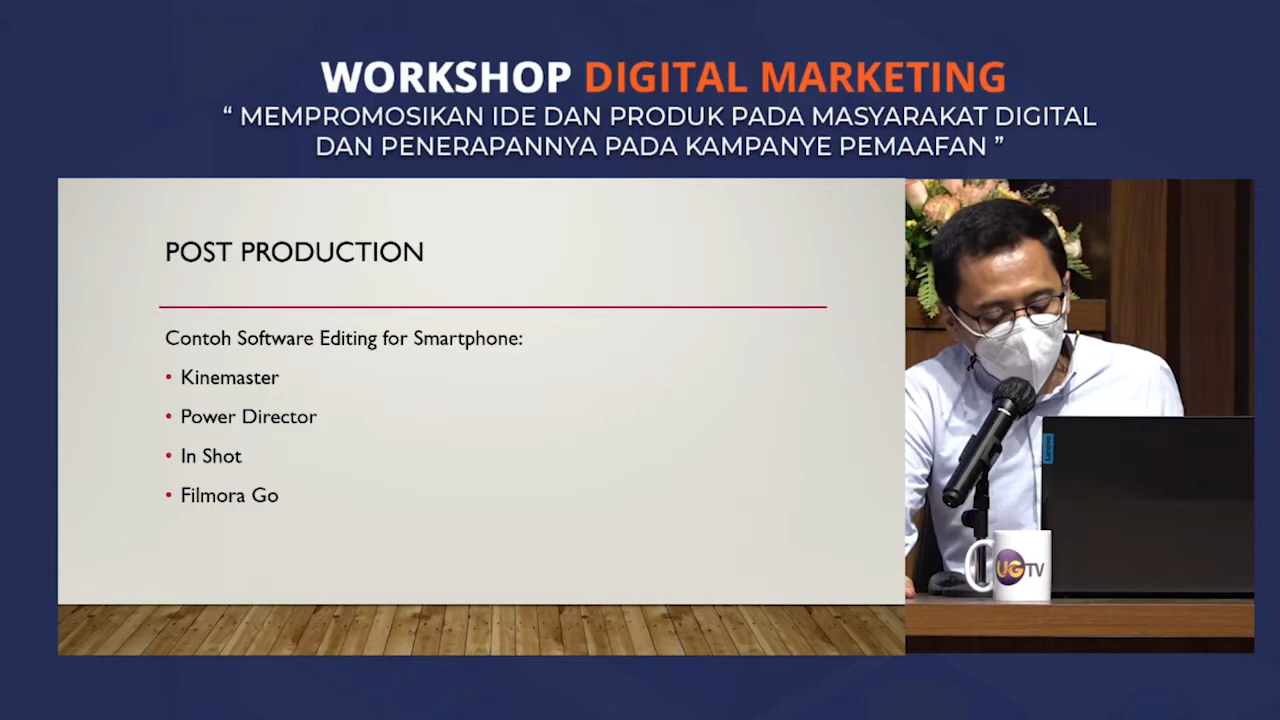 WORKSHOP DIGITAL MARKETING
“ MEMPROMOSIKAN IDE DAN PRODUK PADA MASYARAKAT DIGITAL
DAN PENERAPANNYA PADA KAMPANYE PEMAAFAN ”
POST PRODUCTION
Contoh Software Editing for Smartphone:
• Kinemaster
• Power Director
• In Shot
• Filmora Go
Lenovo
UGTV